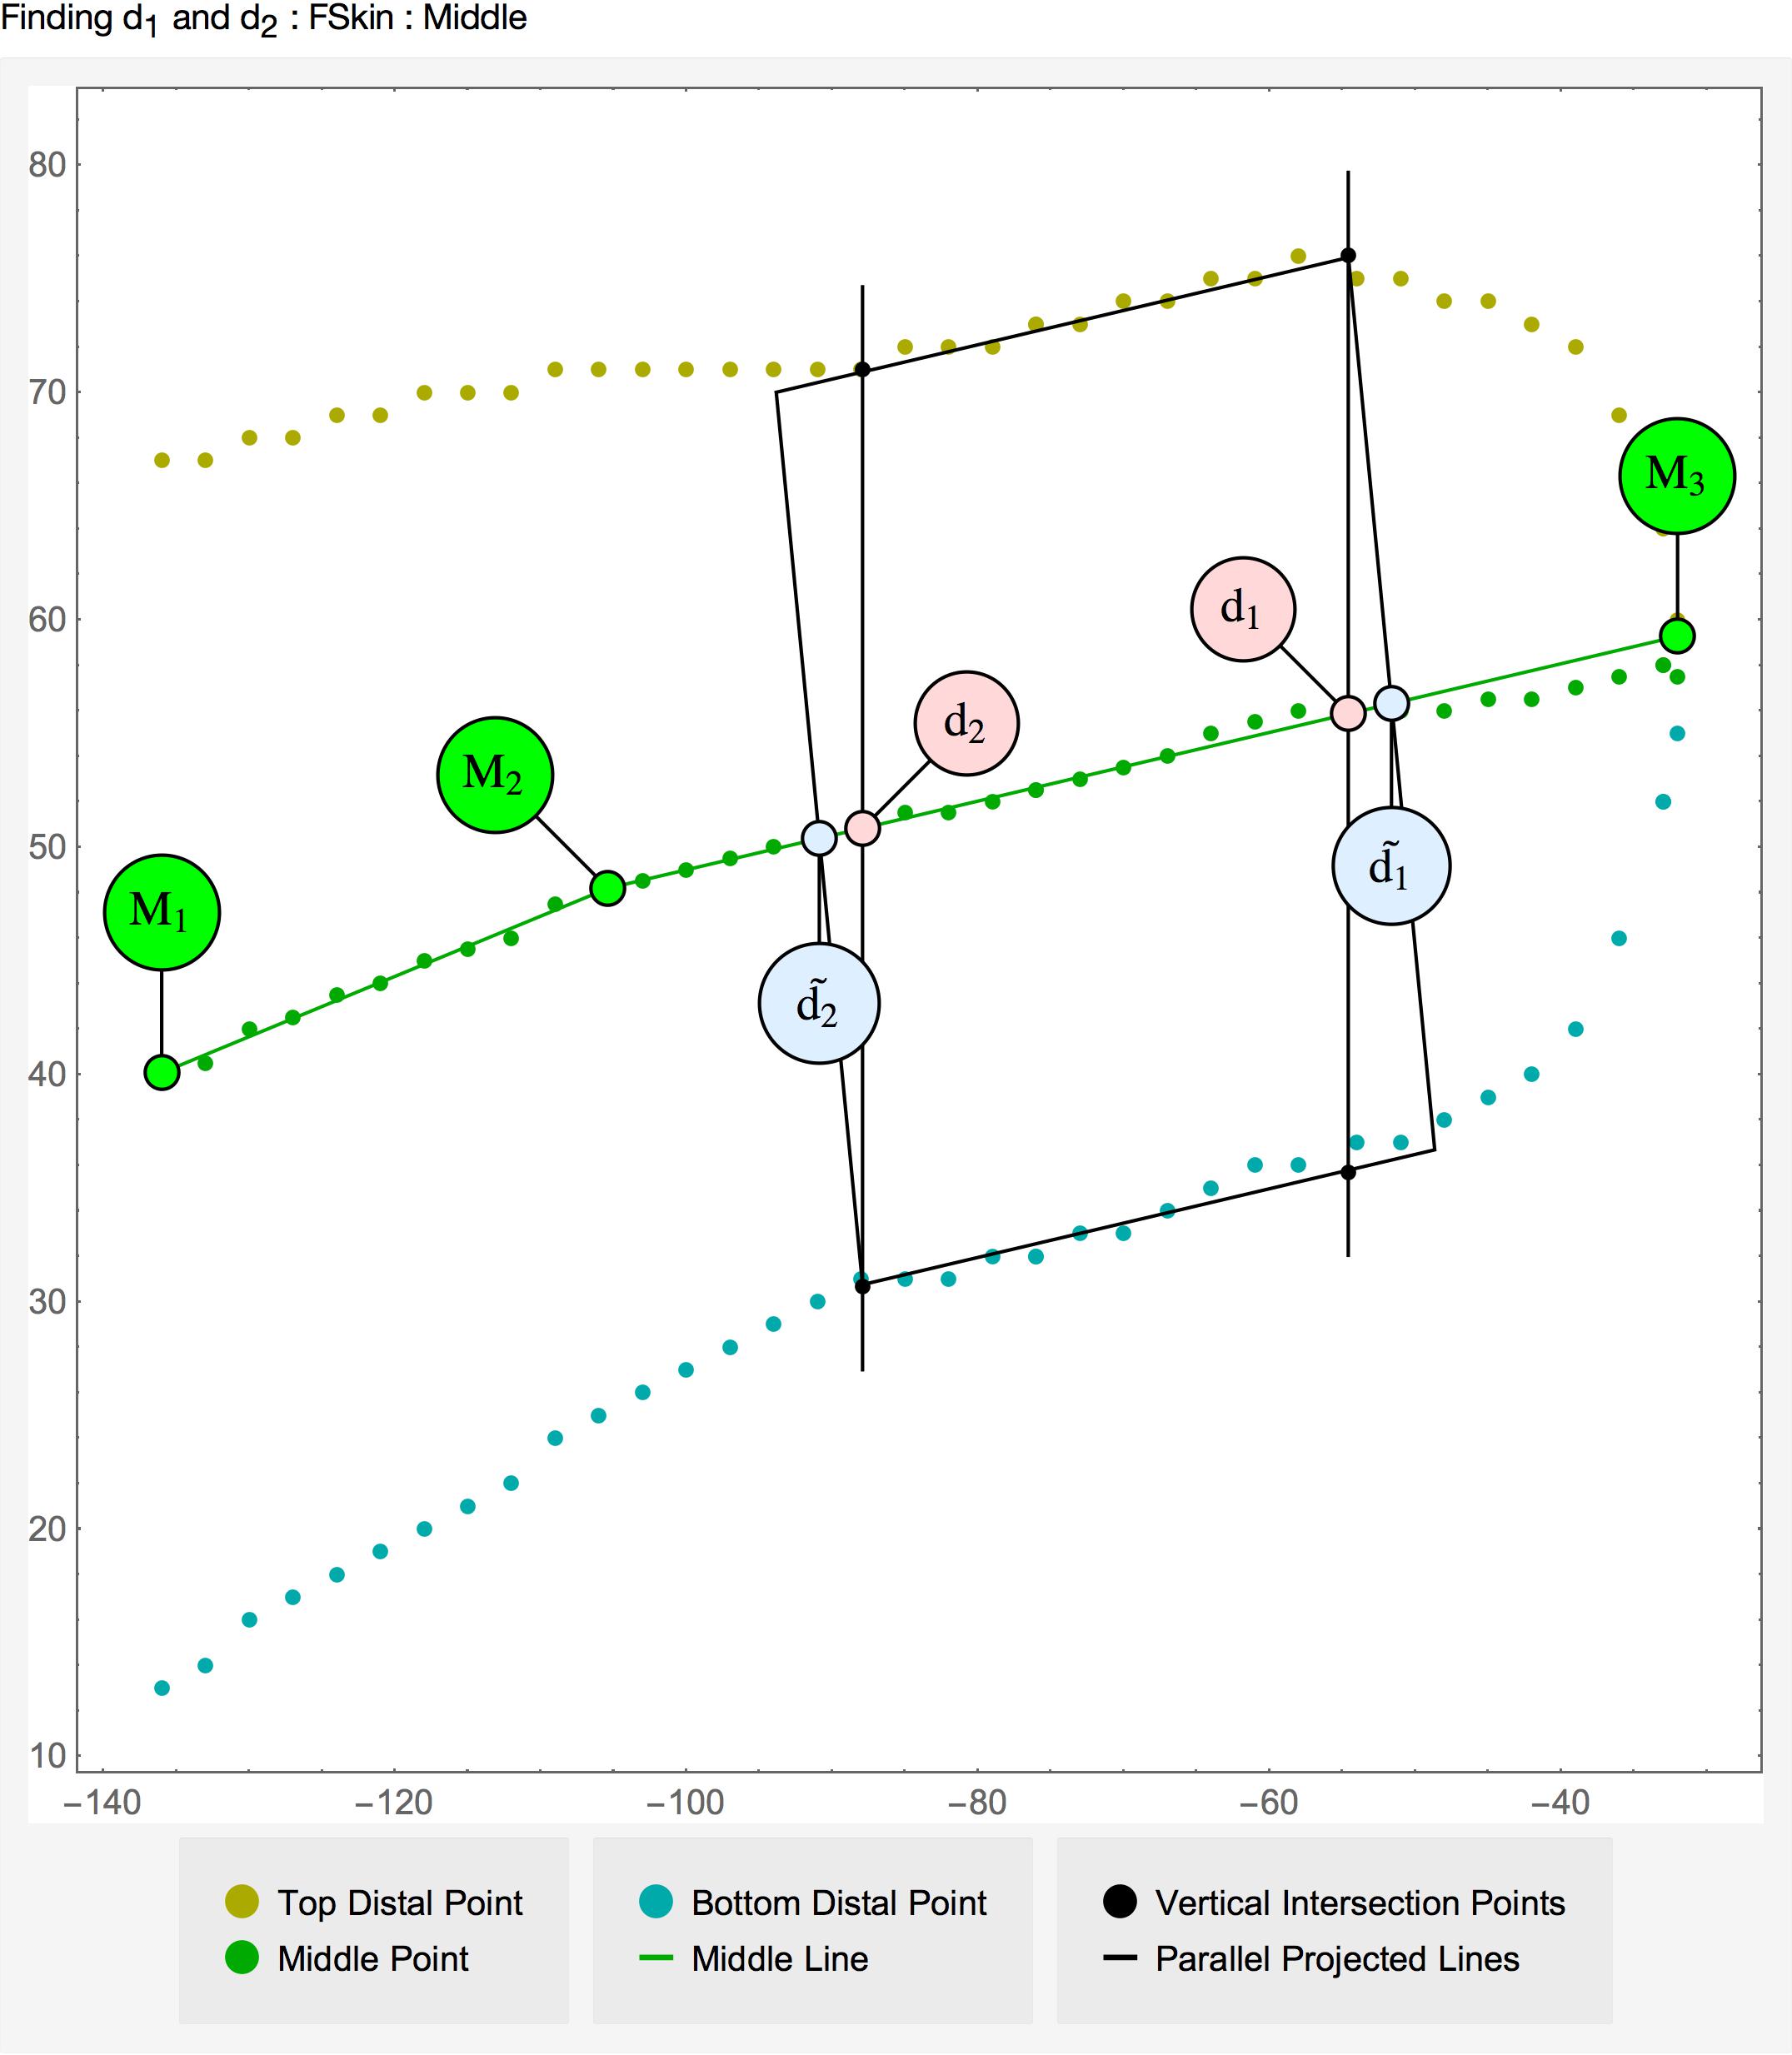 Finding d₁ and d₂ : FSkin : Middle
80
70
60
50
40
30
20
10
M₃
d₁
d₂
M₂
d̃₁
M₁
d̃₂
−140 −120 −100 −80 −60 −40
Top Distal Point
Middle Point
Bottom Distal Point
Middle Line
Vertical Intersection Points
Parallel Projected Lines